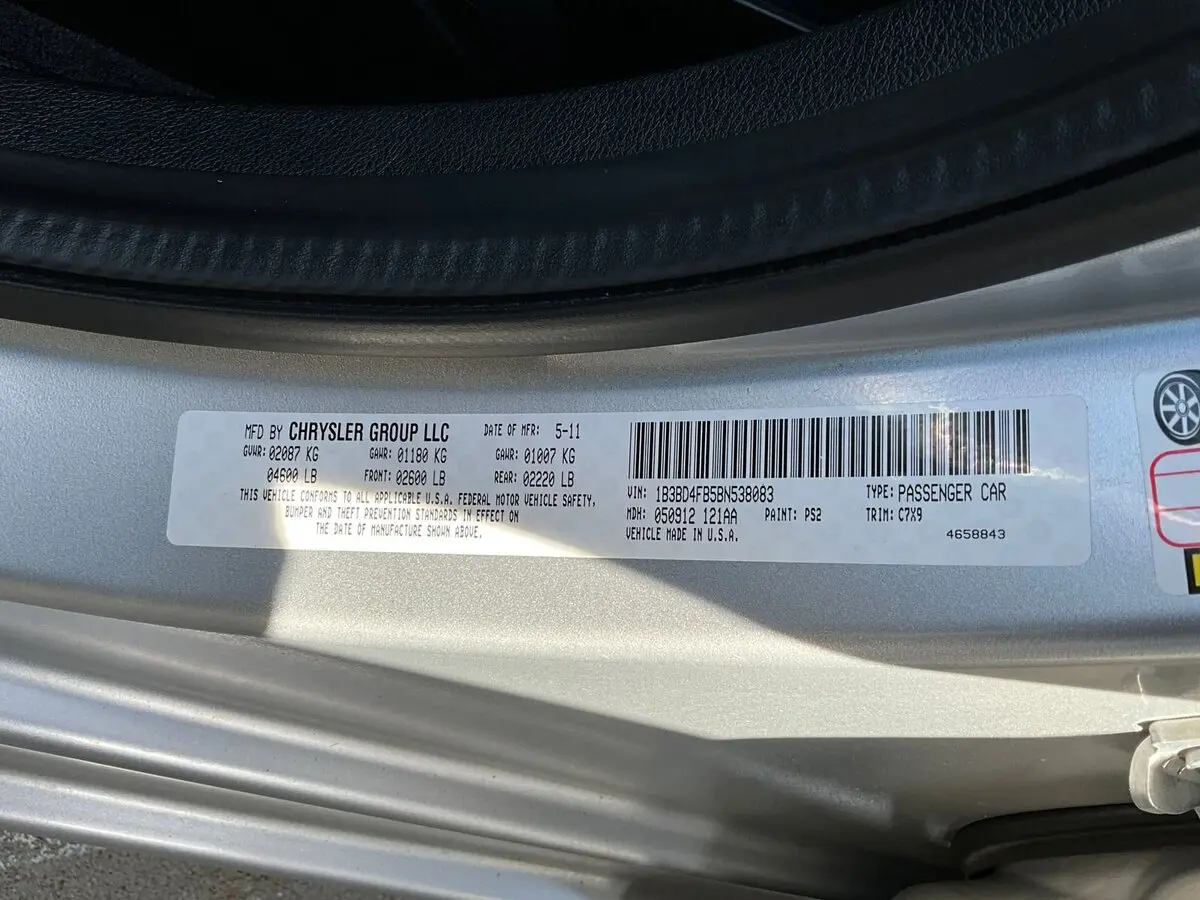 MFD BY CHRYSLER GROUP LLC DATE OF MFR: 5-11
GVWR: 02087 KG GAWR: 01180 KG GAWR: 01007 KG
04600 LB FRONT: 02600 LB REAR: 02220 LB
THIS VEHICLE CONFORMS TO ALL APPLICABLE U.S.A. FEDERAL MOTOR VEHICLE SAFETY,
BUMPER AND THEFT PREVENTION STANDARDS IN EFFECT ON
THE DATE OF MANUFACTURE SHOWN ABOVE.
VIN: 1B3BD4FB5BN538083 TYPE: PASSENGER CAR
MDH: 050912 121AA PAINT: PS2 TRIM: C7X9
VEHICLE MADE IN U.S.A. 4658843